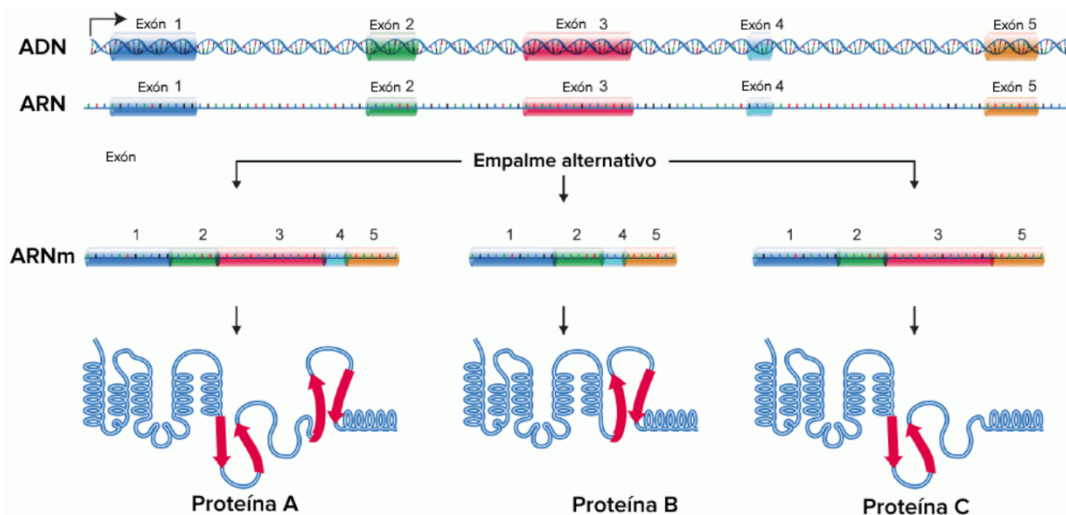 Exón 1 Exón 2 Exón 3 Exón 4 Exón 5
ADN
Exón 1 Exón 2 Exón 3 Exón 4 Exón 5
ARN
Exón
Empalme alternativo
1 2 3 4 5 1 2 4 5 1 2 3 5
ARNm
Proteína A Proteína B Proteína C